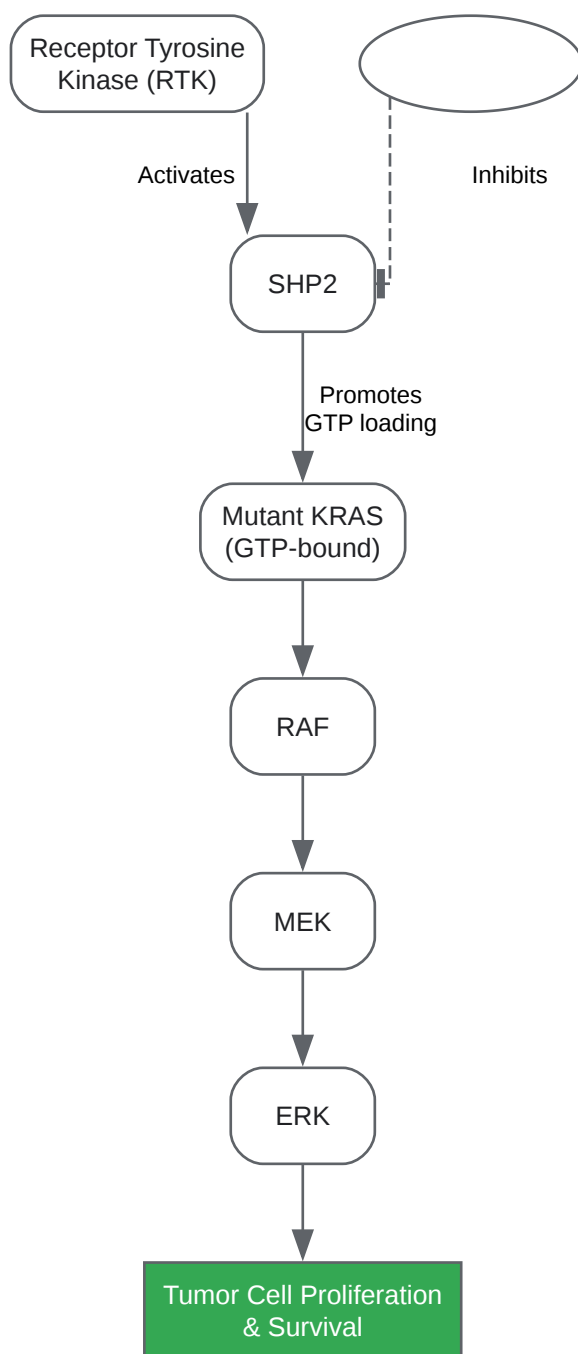 Receptor Tyrosine
Kinase (RTK)
Activates
Inhibits
SHP2
Promotes
GTP loading
Mutant KRAS
(GTP-bound)
RAF
MEK
ERK
Tumor Cell Proliferation
& Survival